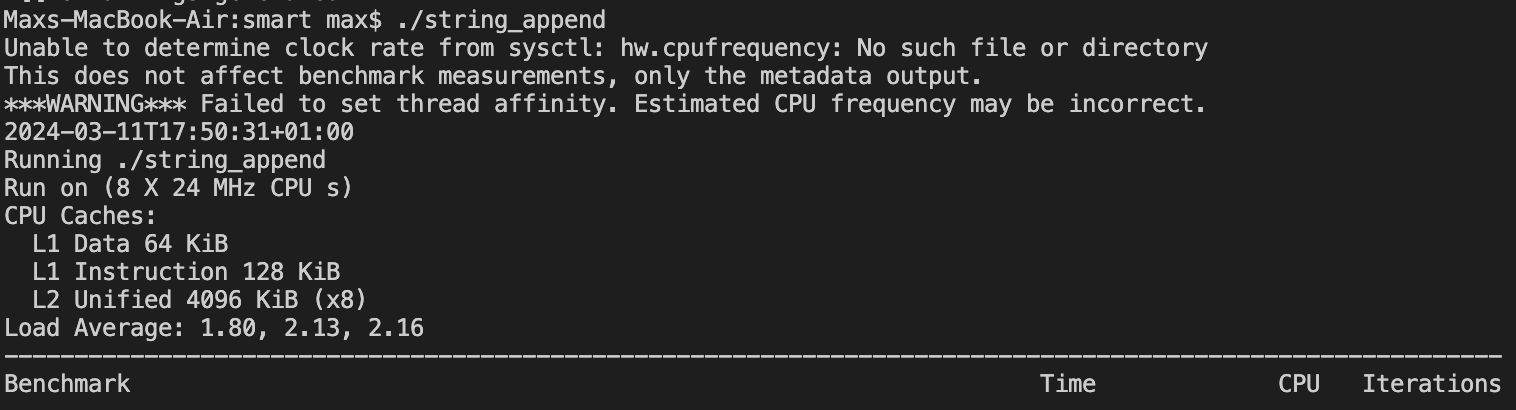 Maxs-MacBook-Air:smart max$ ./string_append
Unable to determine clock rate from sysctl: hw.cpufrequency: No such file or directory
This does not affect benchmark measurements, only the metadata output.
***WARNING*** Failed to set thread affinity. Estimated CPU frequency may be incorrect.
2024-03-11T17:50:31+01:00
Running ./string_append
Run on (8 X 24 MHz CPU s)
CPU Caches:
  L1 Data 64 KiB
  L1 Instruction 128 KiB
  L2 Unified 4096 KiB (x8)
Load Average: 1.80, 2.13, 2.16
-----------------------------------------------------------------------------------------------------------
Benchmark                                                                 Time             CPU   Iterations